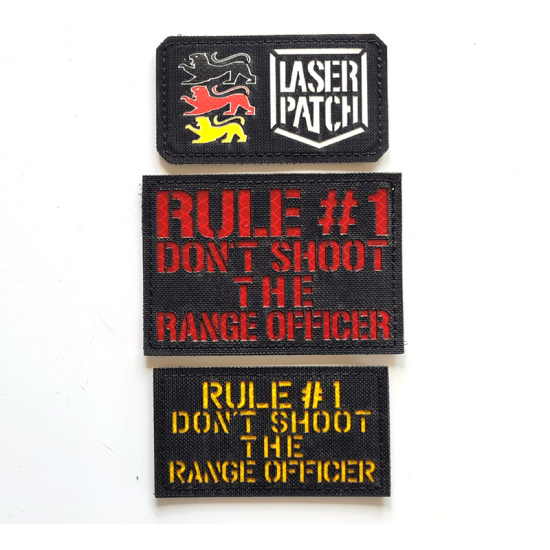 LASER
PATCH
RULE #1
DON'T SHOOT
THE
RANGE OFFICER
RULE #1
DON'T SHOOT
THE
RANGE OFFICER